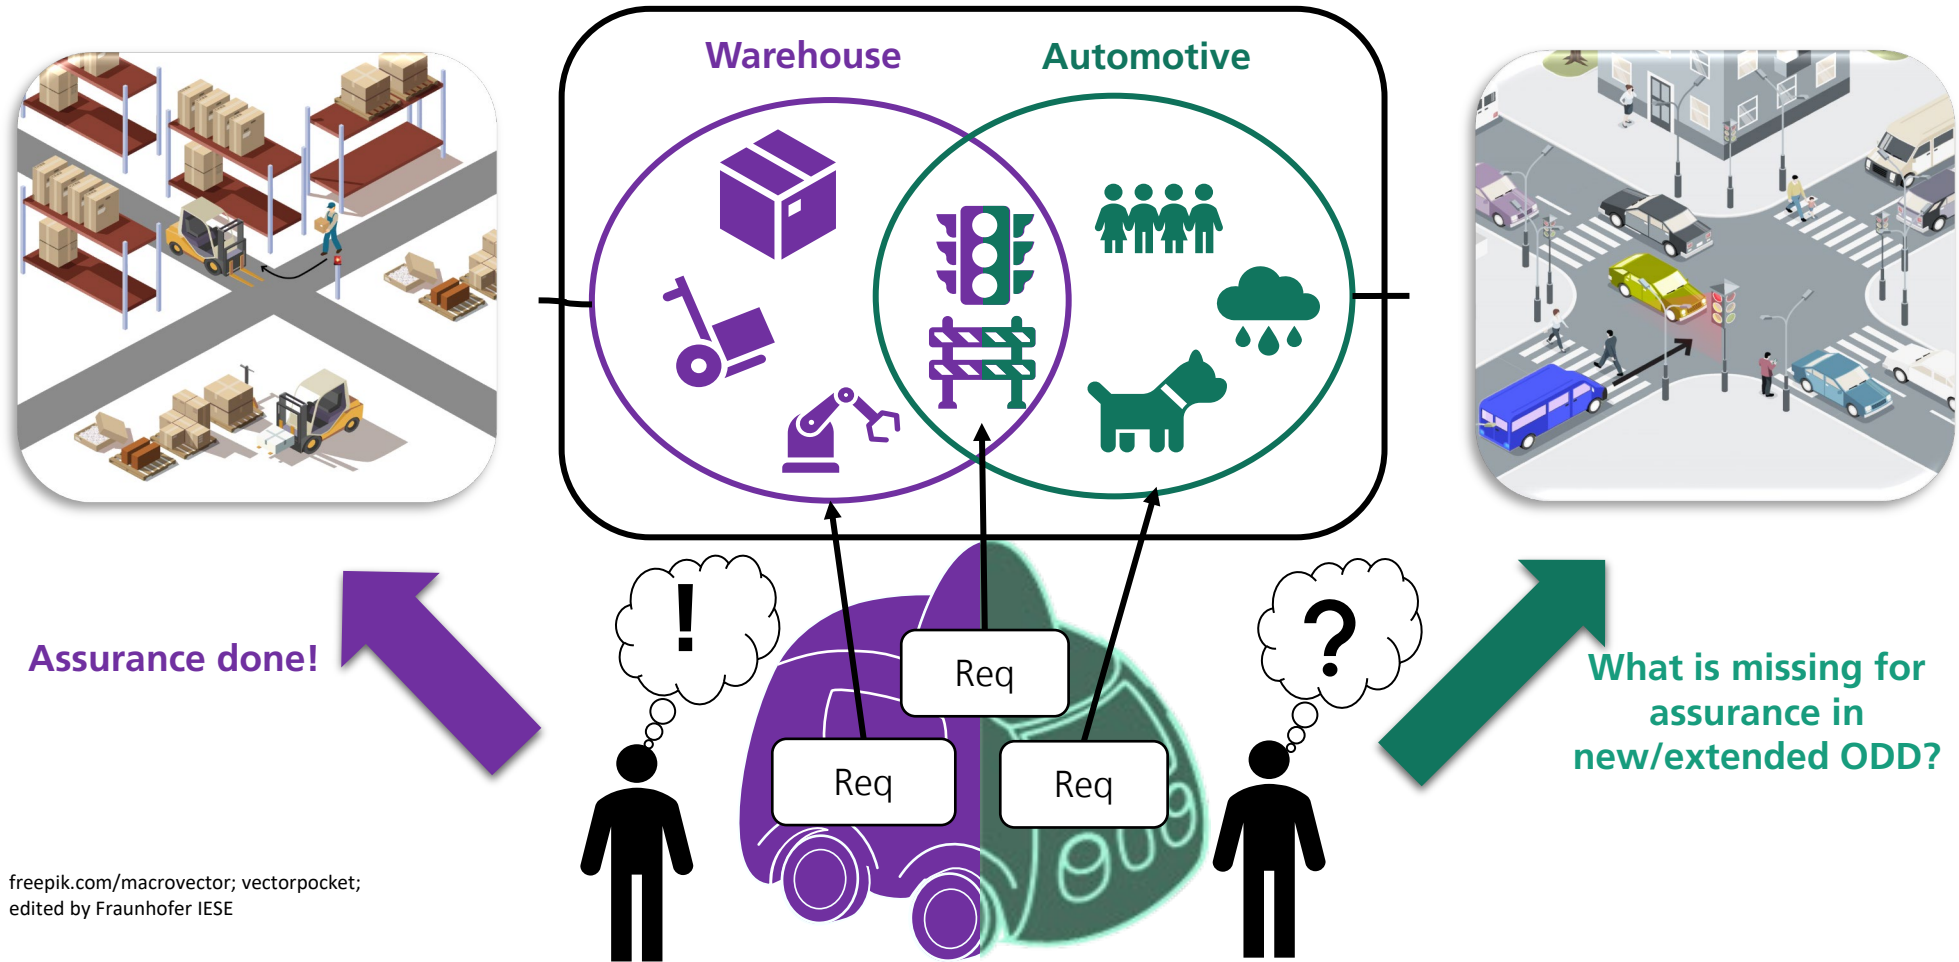 Warehouse
Automotive
!
?
Assurance done!
What is missing for
assurance in
new/extended ODD?
Req
Req
Req
freepik.com/macrovector; vectorpocket;
edited by Fraunhofer IESE